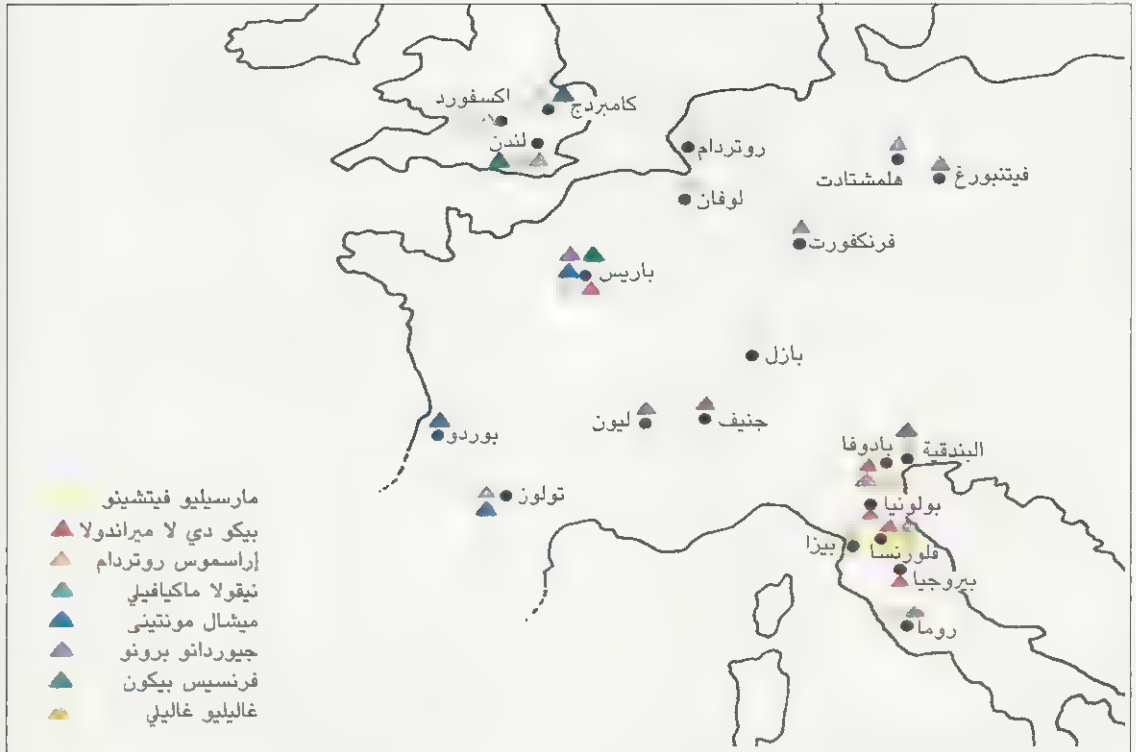 اكسفورد
كامبردج
لندن
روتردام
لوفان
هلمشتادت
فيتنبورغ
فرنكفورت
باريس
بازل
ليون
جنيف
بوردو
تولوز
بادوفا
البندقية
بولونيا
بيزا
فلورنسا
بيروجيا
روما
مارسيليو فيتشينو
بيكو دي لا ميراندولا
إراسموس روتردام
نيقولا ماكيافيلي
ميشال مونتيني
جيوردانو برونو
فرنسيس بيكون
غاليليو غاليلي